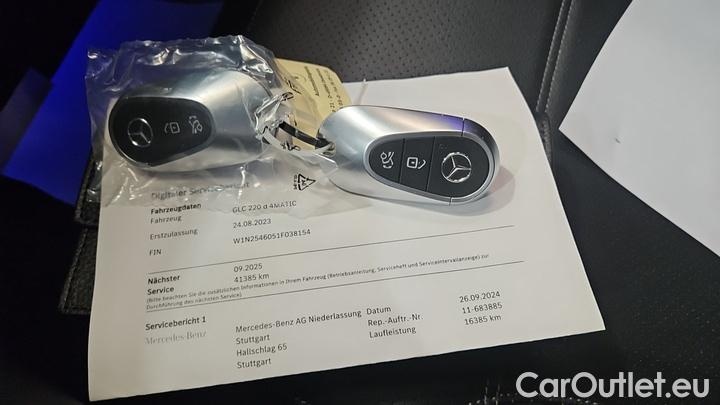 Digitaler Servicebericht
Fahrzeugdaten
Fahrzeug GLC 220 d 4MATIC
Erstzulassung 24.08.2023
FIN W1N2546051F038154
Nächster Service 09.2025
41385 km
(Bitte beachten Sie die zusätzlichen Informationen in Ihrem Fahrzeug (Betriebsanleitung, Serviceheft und Serviceintervallanzeige) zur
Durchführung des nächsten Service)
Servicebericht 1 Mercedes-Benz AG Niederlassung Datum 26.09.2024
Mercedes-Benz Stuttgart Rep.-Auftr.-Nr. 11-683885
Hallschlag 65 Laufleistung 16385 km
Stuttgart
CarOutlet.eu